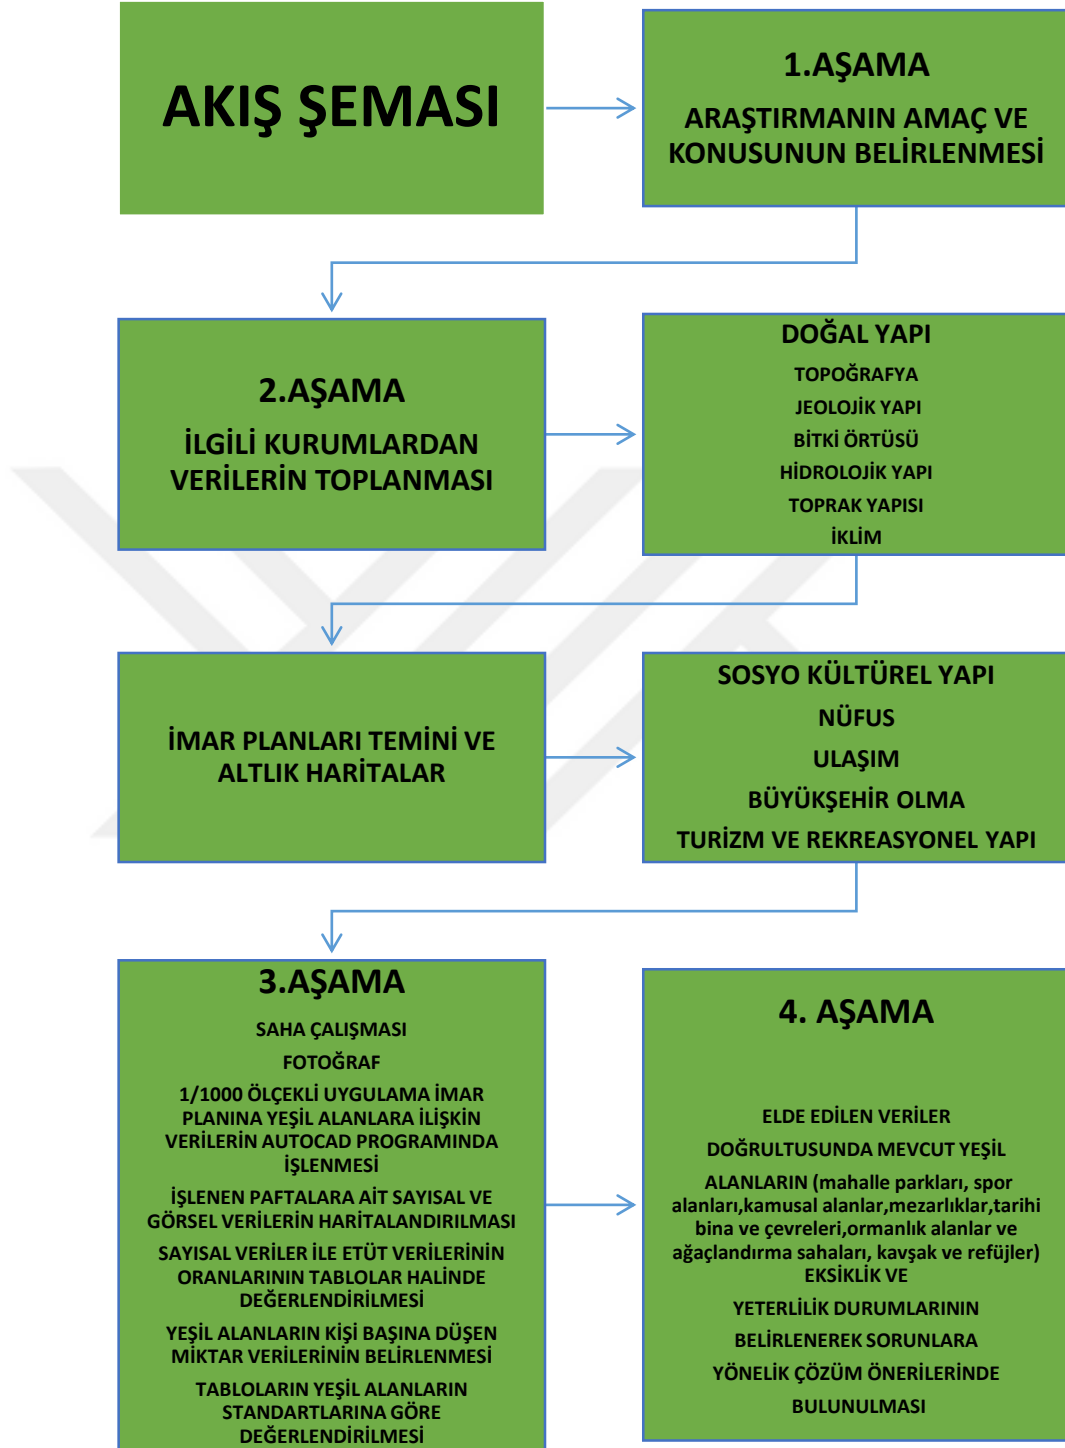 AKIŞ ŞEMASI
1.AŞAMA
ARAŞTIRMANIN AMAÇ VE
KONUSUNUN BELİRLENMESİ
2.AŞAMA
İLGİLİ KURUMLARDAN
VERİLERİN TOPLANMASI
DOĞAL YAPI
TOPOĞRAFYA
JEOLOJİK YAPI
BİTKİ ÖRTÜSÜ
HİDROLOJİK YAPI
TOPRAK YAPISI
İKLİM
İMAR PLANLARI TEMİNİ VE
ALTLIK HARİTALAR
SOSYO KÜLTÜREL YAPI
NÜFUS
ULAŞIM
BÜYÜKŞEHİR OLMA
TURİZM VE REKREASYONEL YAPI
3.AŞAMA
SAHA ÇALIŞMASI
FOTOĞRAF
1/1000 ÖLÇEKLİ UYGULAMA İMAR
PLANINA YEŞİL ALANLARA İLİŞKİN
VERİLERİN AUTOCAD PROGRAMINDA
İŞLENMESİ
İŞLENEN PAFTALARA AİT SAYISAL VE
GÖRSEL VERİLERİN HARİTALANDIRILMASI
SAYISAL VERİLER İLE ETÜT VERİLERİNİN
ORANLARININ TABLOLAR HALİNDE
DEĞERLENDİRİLMESİ
YEŞİL ALANLARIN KİŞİ BAŞINA DÜŞEN
MİKTAR VERİLERİNİN BELİRLENMESİ
TABLOLARIN YEŞİL ALANLARIN
STANDARTLARINA GÖRE
DEĞERLENDİRİLMESİ
4. AŞAMA
ELDE EDİLEN VERİLER
DOĞRULTUSUNDA MEVCUT YEŞİL
ALANLARIN (mahalle parkları, spor
alanları,kamusal alanlar,mezarlıklar,tarihi
bina ve çevreleri,ormanlık alanlar ve
ağaçlandırma sahaları, kavşak ve refüjler)
EKSİKLİK VE
YETERLİLİK DURUMLARININ
BELİRLENEREK SORUNLARA
YÖNELİK ÇÖZÜM ÖNERİLERİNDE
BULUNULMASI